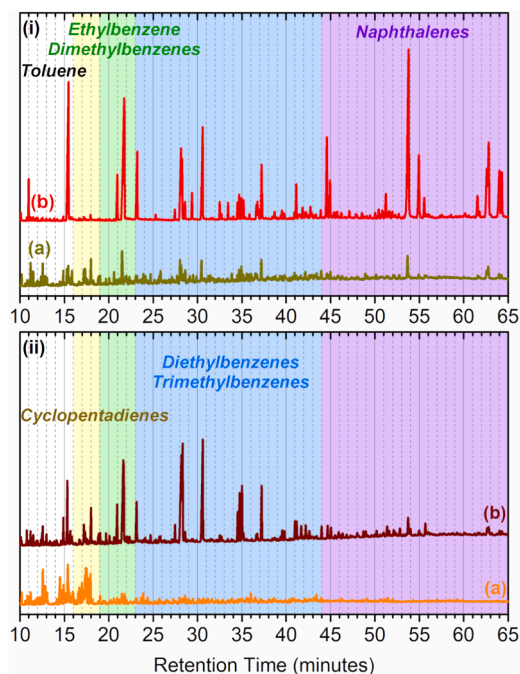 (i)
Ethylbenzene
Dimethylbenzenes
Naphthalenes
Toluene
(b)
(a)
10 15 20 25 30 35 40 45 50 55 60 65
(ii)
Diethylbenzenes
Trimethylbenzenes
Cyclopentadienes
(b)
(a)
10 15 20 25 30 35 40 45 50 55 60 65
Retention Time (minutes)